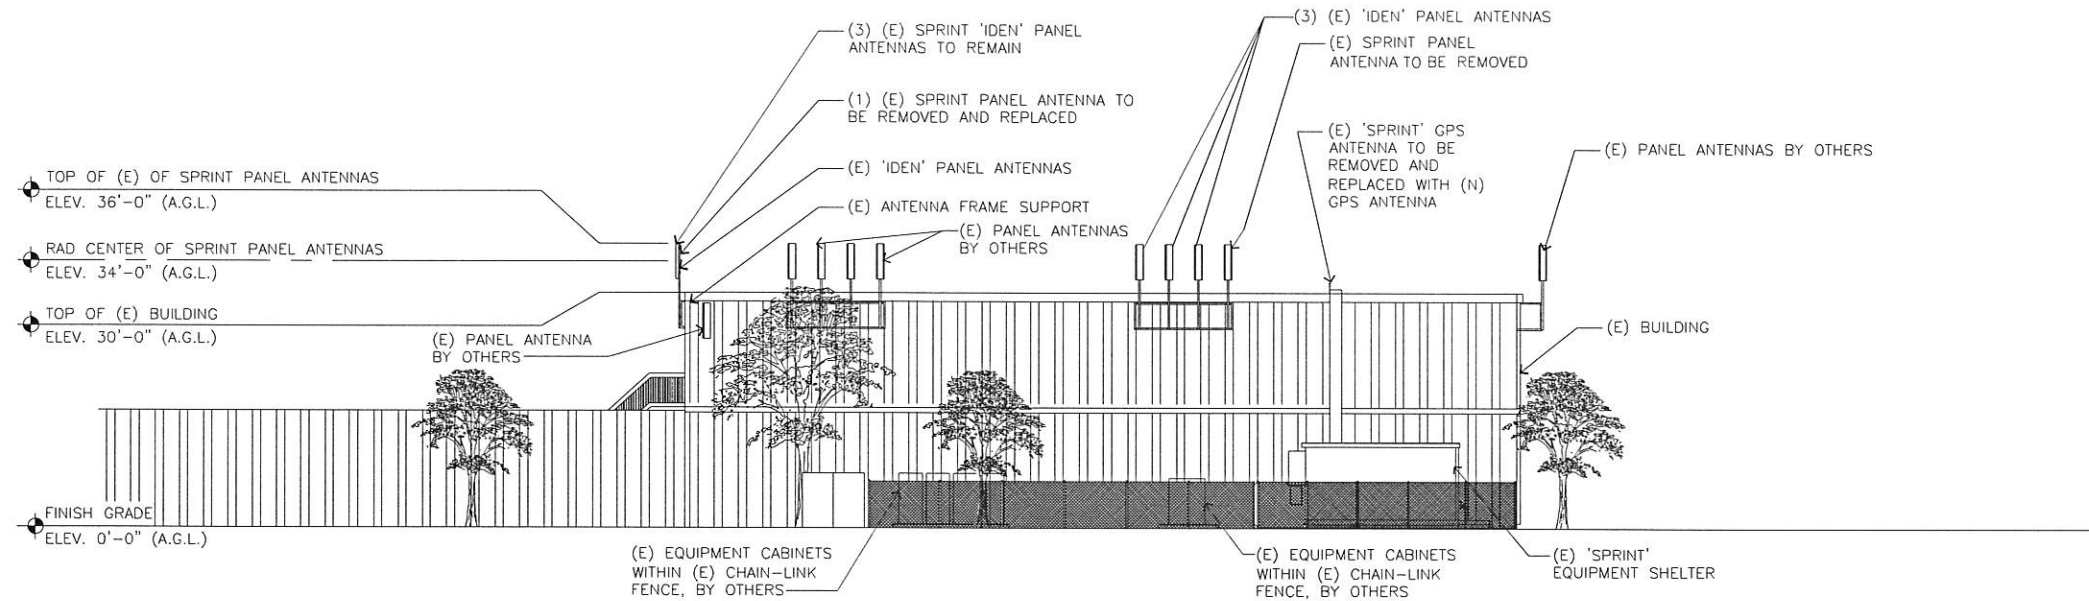 (3) (E) SPRINT 'IDEN' PANEL
ANTENNAS TO REMAIN
(3) (E) 'IDEN' PANEL ANTENNAS
(E) SPRINT PANEL
ANTENNA TO BE REMOVED
(1) (E) SPRINT PANEL ANTENNA TO
BE REMOVED AND REPLACED
(E) 'SPRINT' GPS
ANTENNA TO BE
REMOVED AND
REPLACED WITH (N)
GPS ANTENNA
(E) PANEL ANTENNAS BY OTHERS
(E) 'IDEN' PANEL ANTENNAS
TOP OF (E) OF SPRINT PANEL ANTENNAS
ELEV. 36'-0" (A.G.L.)
(E) ANTENNA FRAME SUPPORT
(E) PANEL ANTENNAS
BY OTHERS
RAD CENTER OF SPRINT PANEL ANTENNAS
ELEV. 34'-0" (A.G.L.)
TOP OF (E) BUILDING
ELEV. 30'-0" (A.G.L.)
(E) PANEL ANTENNA
BY OTHERS
(E) BUILDING
FINISH GRADE
ELEV. 0'-0" (A.G.L.)
(E) EQUIPMENT CABINETS
WITHIN (E) CHAIN-LINK
FENCE, BY OTHERS
(E) EQUIPMENT CABINETS
WITHIN (E) CHAIN-LINK
FENCE, BY OTHERS
(E) 'SPRINT'
EQUIPMENT SHELTER